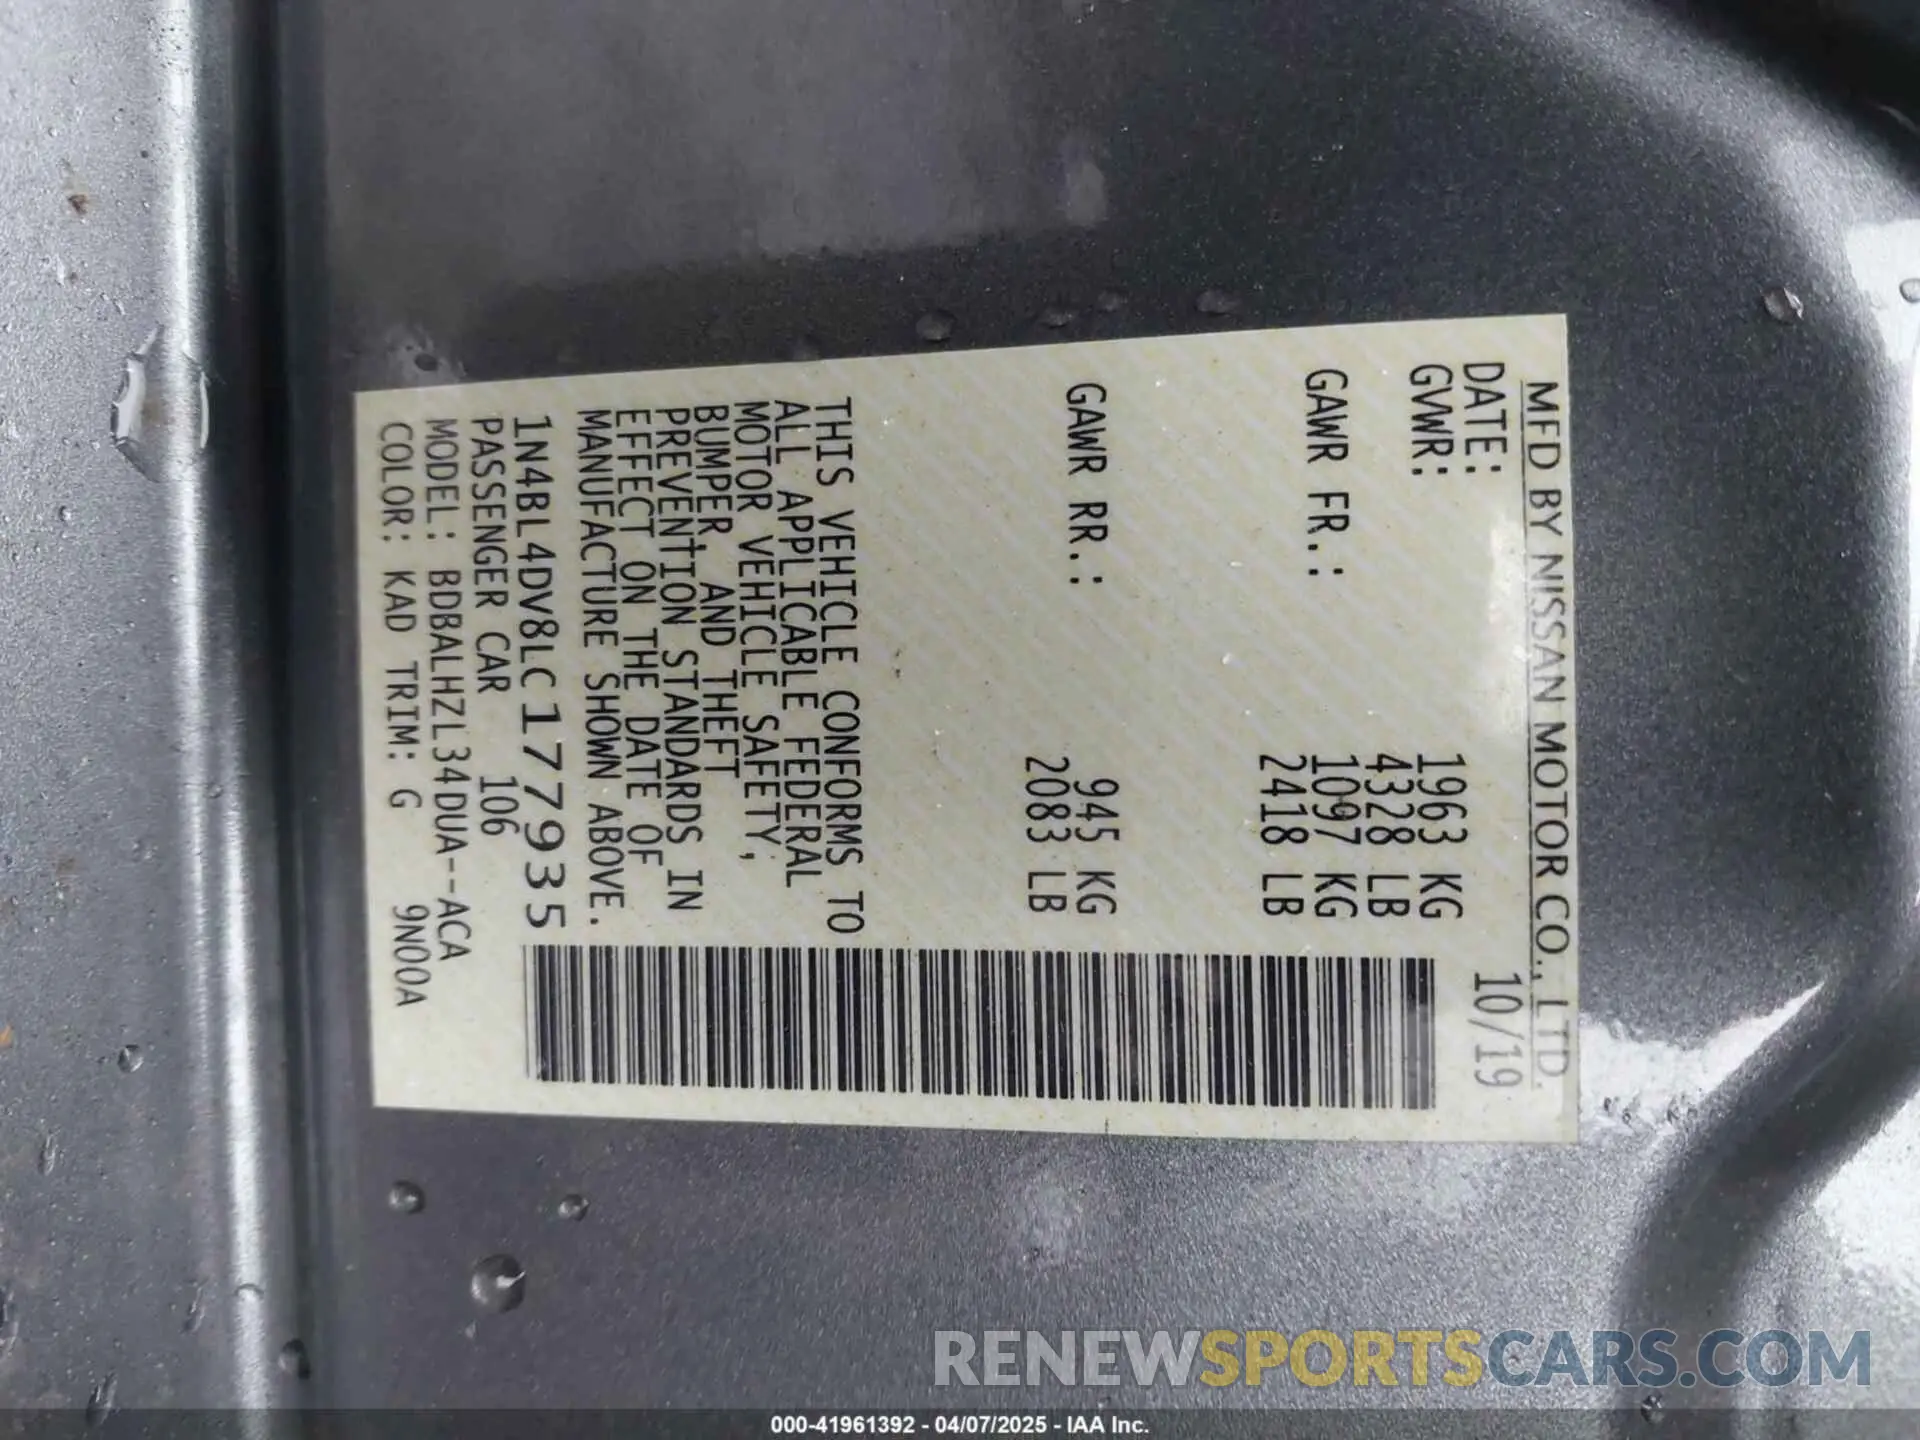 MFD BY NISSAN MOTOR CO., LTD.
DATE: 10/19
GVWR: 1963 KG
4328 LB
GAWR FR.: 1097 KG
2418 LB
GAWR RR.: 945 KG
2083 LB
THIS VEHICLE CONFORMS TO
ALL APPLICABLE FEDERAL
MOTOR VEHICLE SAFETY,
BUMPER, AND THEFT
PREVENTION STANDARDS IN
EFFECT ON THE DATE OF
MANUFACTURE SHOWN ABOVE.
1N4BL4DV8LC177935
PASSENGER CAR 106
MODEL: BDBALHZL34DUA--ACA
COLOR: KAD TRIM: G 9N00A
RENEWSPORTSCARS.COM
000-41961392 - 04/07/2025 - IAA Inc.